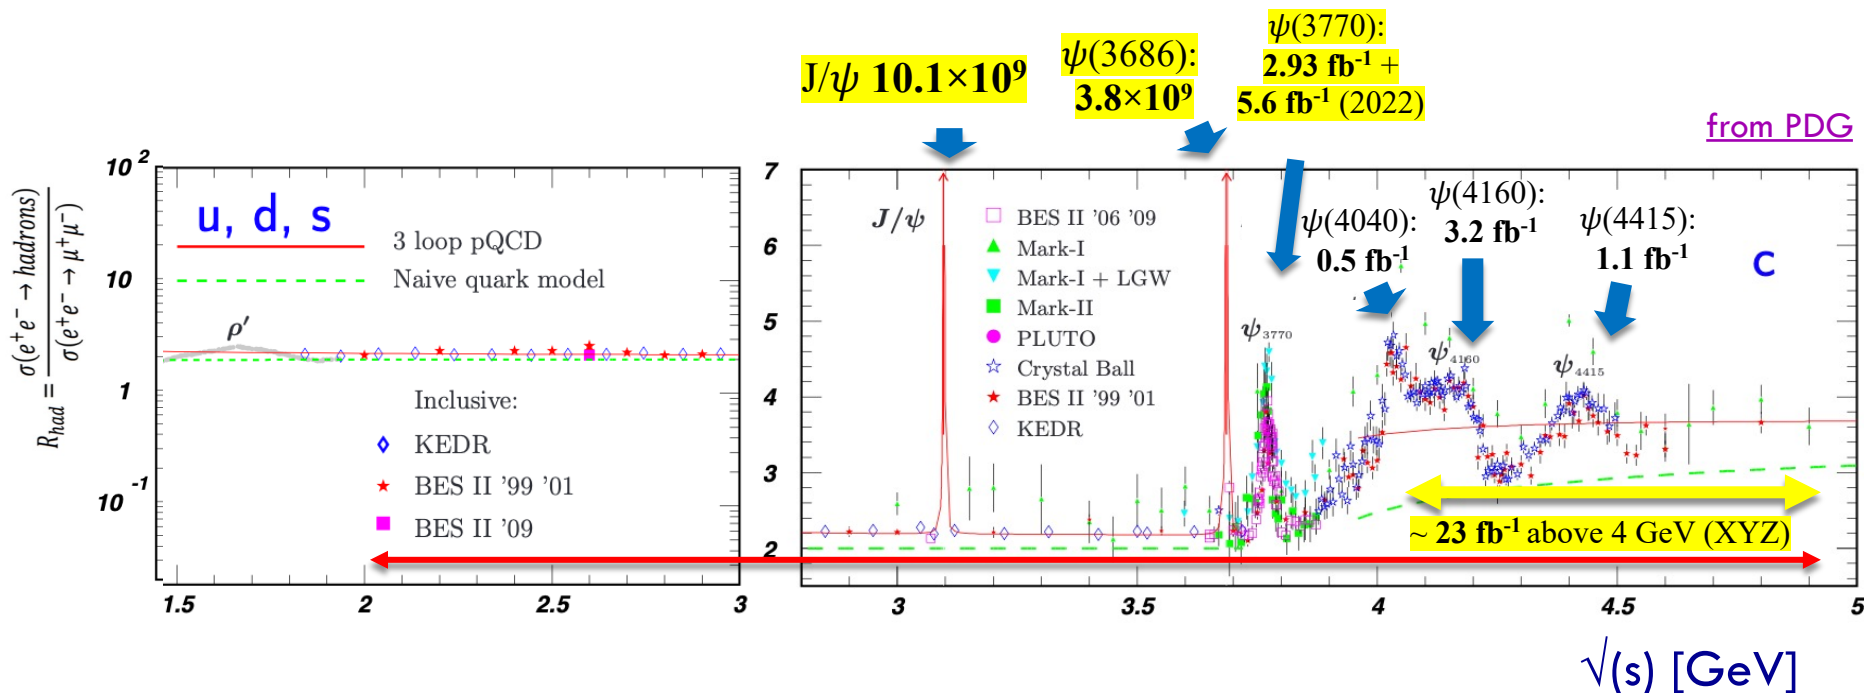 J/ψ 10.1×10⁹
ψ(3686):
3.8×10⁹
ψ(3770):
2.93 fb⁻¹ +
5.6 fb⁻¹ (2022)
from PDG
R_had = σ(e⁺e⁻ → hadrons) / σ(e⁺e⁻ → μ⁺μ⁻)
10²
10
1
10⁻¹
u, d, s
3 loop pQCD
Naive quark model
ρ′
Inclusive:
KEDR
BES II '99 '01
BES II '09
1.5 2 2.5 3
7
6
5
4
3
2
J/ψ
BES II '06 '09
Mark-I
Mark-I + LGW
Mark-II
PLUTO
Crystal Ball
BES II '99 '01
KEDR
ψ(4040):
0.5 fb⁻¹
ψ(4160):
3.2 fb⁻¹
ψ(4415):
1.1 fb⁻¹
c
ψ₃₇₇₀
ψ₄₁₆₀
ψ₄₄₁₅
~ 23 fb⁻¹ above 4 GeV (XYZ)
3 3.5 4 4.5 5
√(s) [GeV]